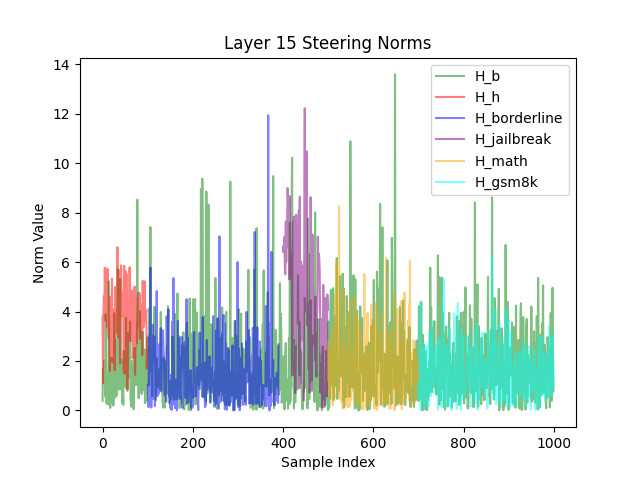 Layer 15 Steering Norms
14
12
10
8
6
4
2
0
Norm Value
H_b
H_h
H_borderline
H_jailbreak
H_math
H_gsm8k
0 200 400 600 800 1000
Sample Index